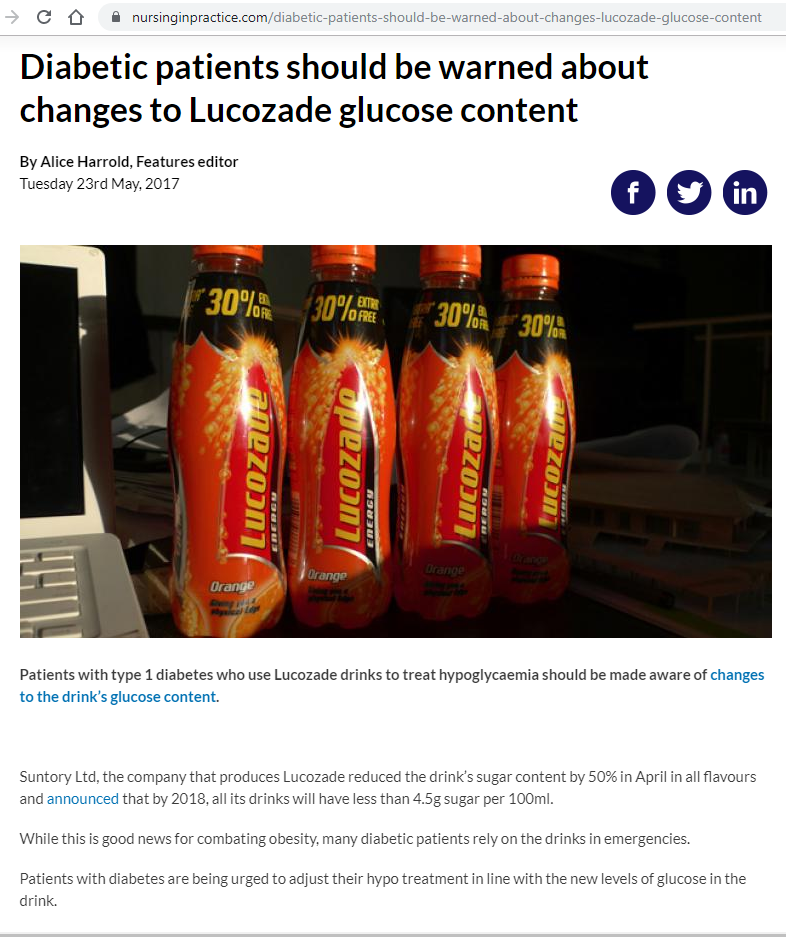 nursinginpractice.com/diabetic-patients-should-be-warned-about-changes-lucozade-glucose-content
Diabetic patients should be warned about
changes to Lucozade glucose content
By Alice Harrold, Features editor
Tuesday 23rd May, 2017
f in
30% 30% EXTRA FREE 30% 30%
Lucozade Lucozade Lucozade Lucozade
ENERGY ENERGY ENERGY ENERGY
Orange Orange Orange Orange
Patients with type 1 diabetes who use Lucozade drinks to treat hypoglycaemia should be made aware of changes
to the drink's glucose content.
Suntory Ltd, the company that produces Lucozade reduced the drink's sugar content by 50% in April in all flavours
and announced that by 2018, all its drinks will have less than 4.5g sugar per 100ml.
While this is good news for combating obesity, many diabetic patients rely on the drinks in emergencies.
Patients with diabetes are being urged to adjust their hypo treatment in line with the new levels of glucose in the
drink.